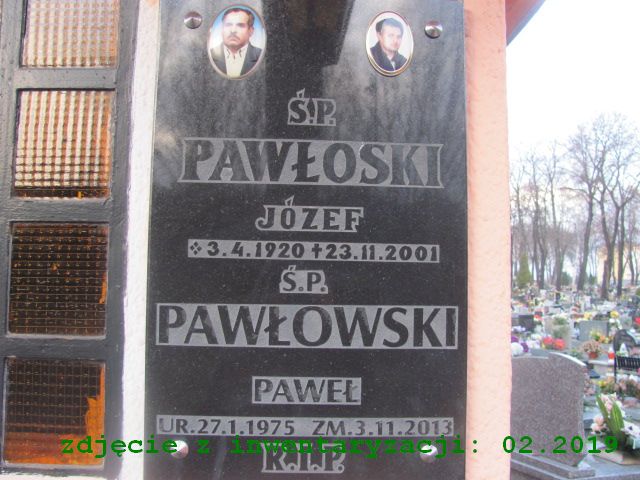 Ś.P.
PAWŁOSKI
JÓZEF
✣3.4.1920 +23.11.2001
Ś.P.
PAWŁOWSKI
PAWEŁ
UR.27.1.1975 ZM.3.11.2013
zdjęcie z inwentaryzacji: 02.2019
R.I.P.